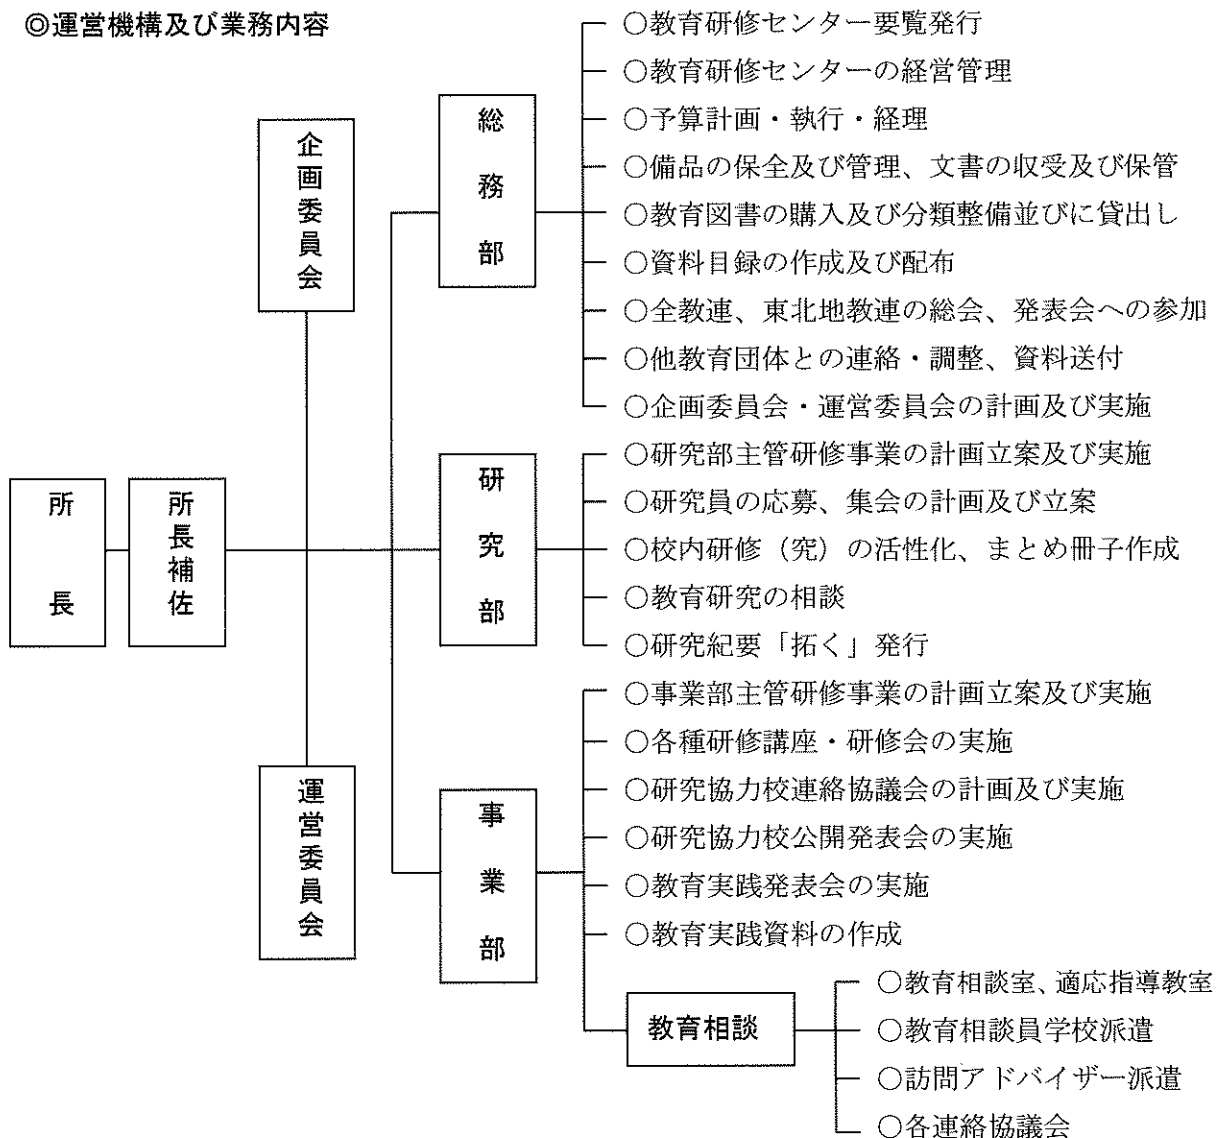 ◎運営機構及び業務内容
所長
所長補佐
企画委員会
運営委員会
総務部
○教育研修センター要覧発行
○教育研修センターの経営管理
○予算計画・執行・経理
○備品の保全及び管理、文書の収受及び保管
○教育図書の購入及び分類整備並びに貸出し
○資料目録の作成及び配布
○全教連、東北地教連の総会、発表会への参加
○他教育団体との連絡・調整、資料送付
○企画委員会・運営委員会の計画及び実施
研究部
○研究部主管研修事業の計画立案及び実施
○研究員の応募、集会の計画及び立案
○校内研修（究）の活性化、まとめ冊子作成
○教育研究の相談
○研究紀要「拓く」発行
事業部
○事業部主管研修事業の計画立案及び実施
○各種研修講座・研修会の実施
○研究協力校連絡協議会の計画及び実施
○研究協力校公開発表会の実施
○教育実践発表会の実施
○教育実践資料の作成
教育相談
○教育相談室、適応指導教室
○教育相談員学校派遣
○訪問アドバイザー派遣
○各連絡協議会